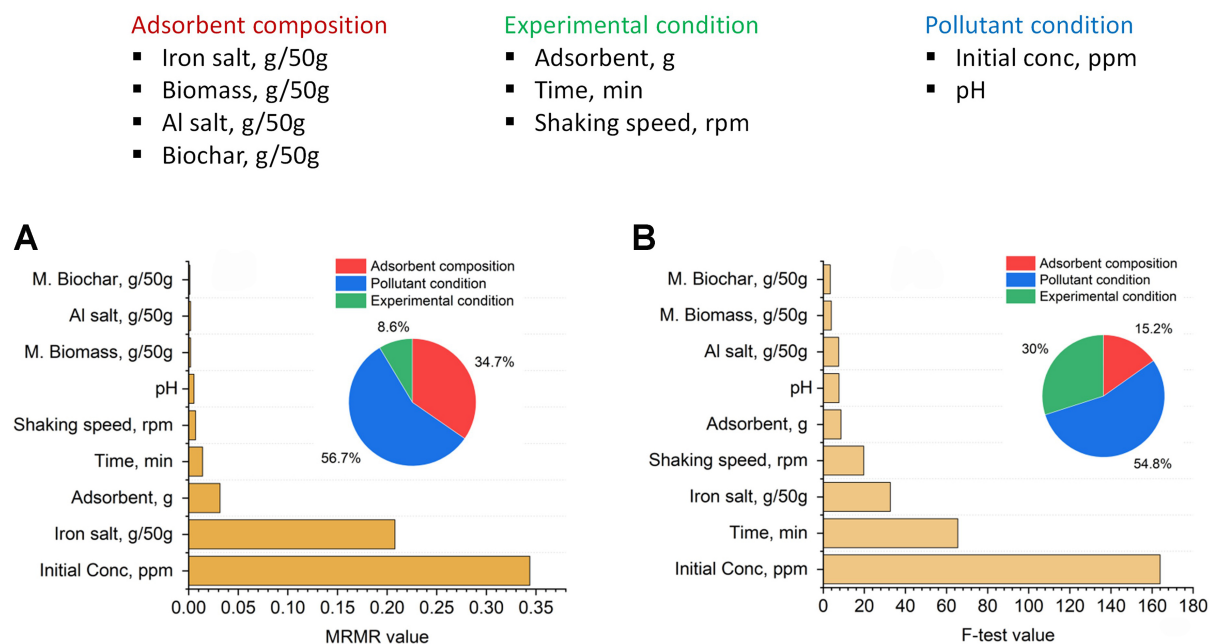 Adsorbent composition
▪ Iron salt, g/50g
▪ Biomass, g/50g
▪ Al salt, g/50g
▪ Biochar, g/50g
Experimental condition
▪ Adsorbent, g
▪ Time, min
▪ Shaking speed, rpm
Pollutant condition
▪ Initial conc, ppm
▪ pH
A
M. Biochar, g/50g
Al salt, g/50g
M. Biomass, g/50g
pH
Shaking speed, rpm
Time, min
Adsorbent, g
Iron salt, g/50g
Initial Conc, ppm
Adsorbent composition
Pollutant condition
Experimental condition
8.6%
34.7%
56.7%
0.00 0.05 0.10 0.15 0.20 0.25 0.30 0.35
MRMR value
B
M. Biochar, g/50g
M. Biomass, g/50g
Al salt, g/50g
pH
Adsorbent, g
Shaking speed, rpm
Iron salt, g/50g
Time, min
Initial Conc, ppm
Adsorbent composition
Pollutant condition
Experimental condition
15.2%
30%
54.8%
0 20 40 60 80 100 120 140 160 180
F-test value